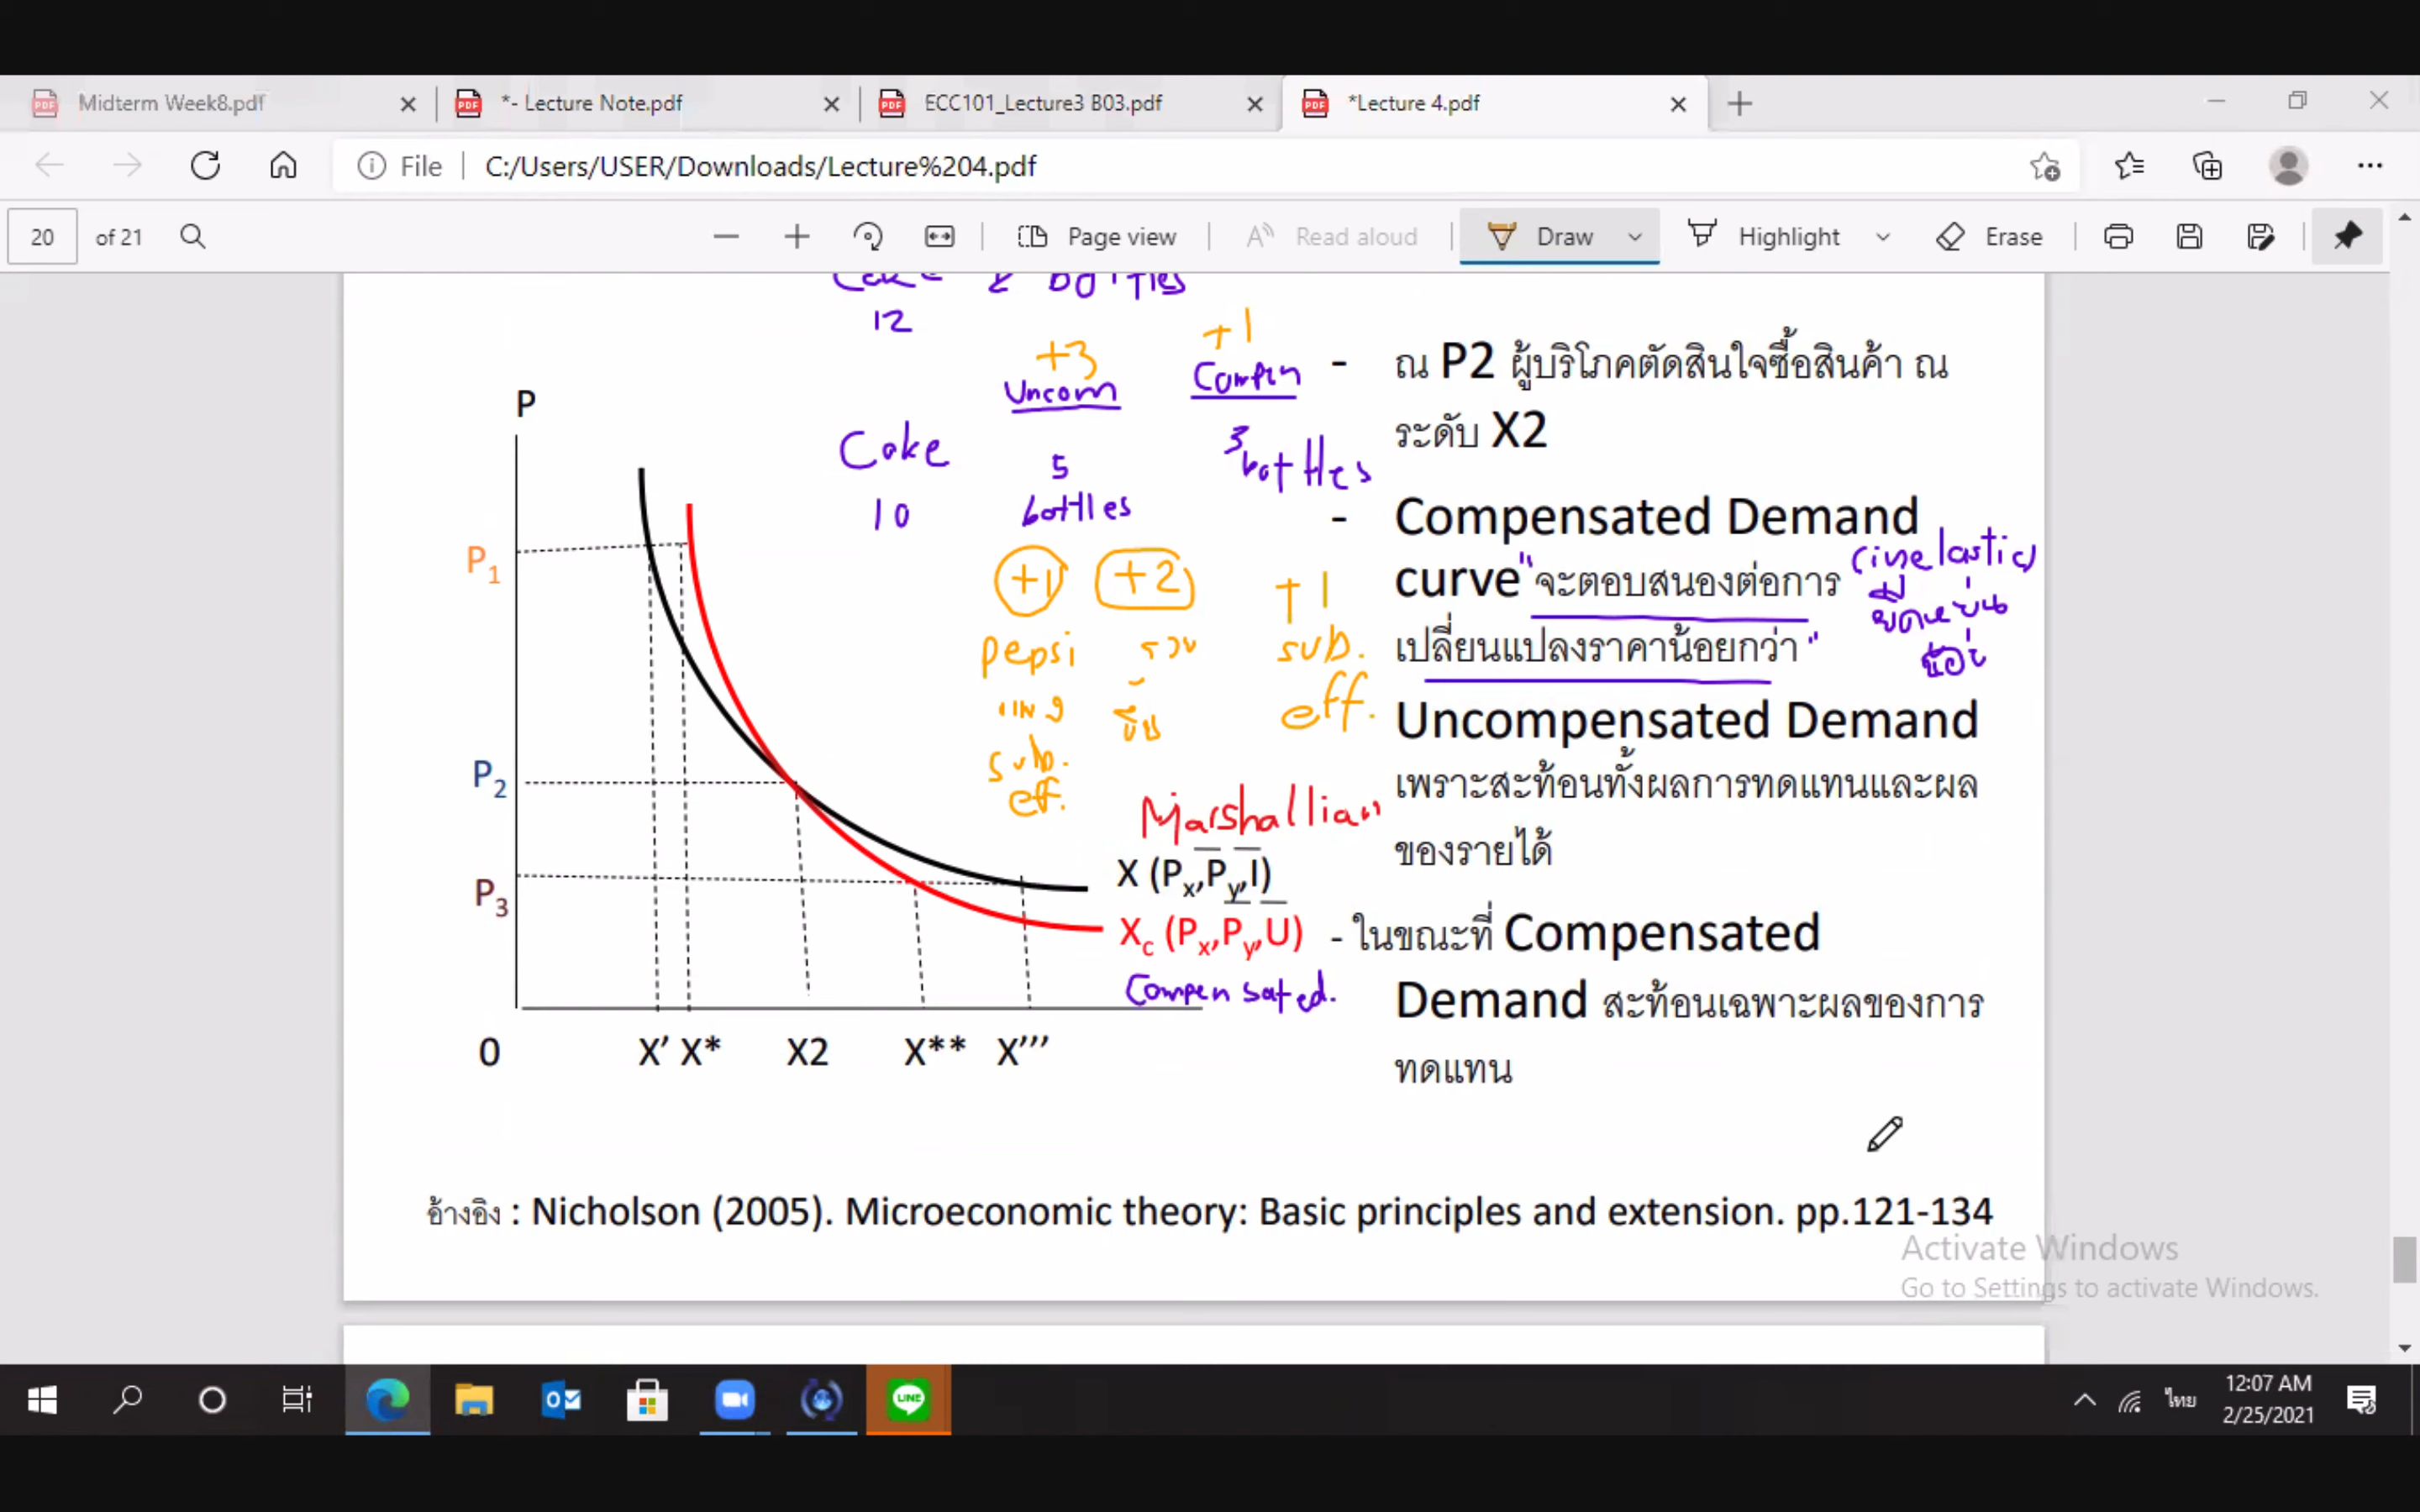 Midterm Week8.pdf
*- Lecture Note.pdf
ECC101_Lecture3 B03.pdf
*Lecture 4.pdf
File
C:/Users/USER/Downloads/Lecture%204.pdf
20 of 21
Page view
Read aloud
Draw
Highlight
Erase
2 bottles
12
+3
Uncom
+1
Compen
Coke
10
5
bottles
3
bottles
+1
+2
+1
pepsi
รวย
ขึ้น
แพง
sub.
eff.
sub.
eff.
P
P1
P2
P3
0
X’ X* X2 X** X’’’
Marshallian
X (Px,Py,I)
Xc (Px,Py,U)
Compensated.
- ณ P2 ผู้บริโภคตัดสินใจซื้อสินค้า ณ
ระดับ X2
- Compensated Demand
curve "จะตอบสนองต่อการ
เปลี่ยนแปลงราคาน้อยกว่า"
(inelastic)
Uncompensated Demand
เพราะสะท้อนทั้งผลการทดแทนและผล
ของรายได้
- ในขณะที่ Compensated
Demand สะท้อนเฉพาะผลของการ
ทดแทน
อ้างอิง : Nicholson (2005). Microeconomic theory: Basic principles and extension. pp.121-134
Activate Windows
Go to Settings to activate Windows.
LINE
ไทย
12:07 AM
2/25/2021